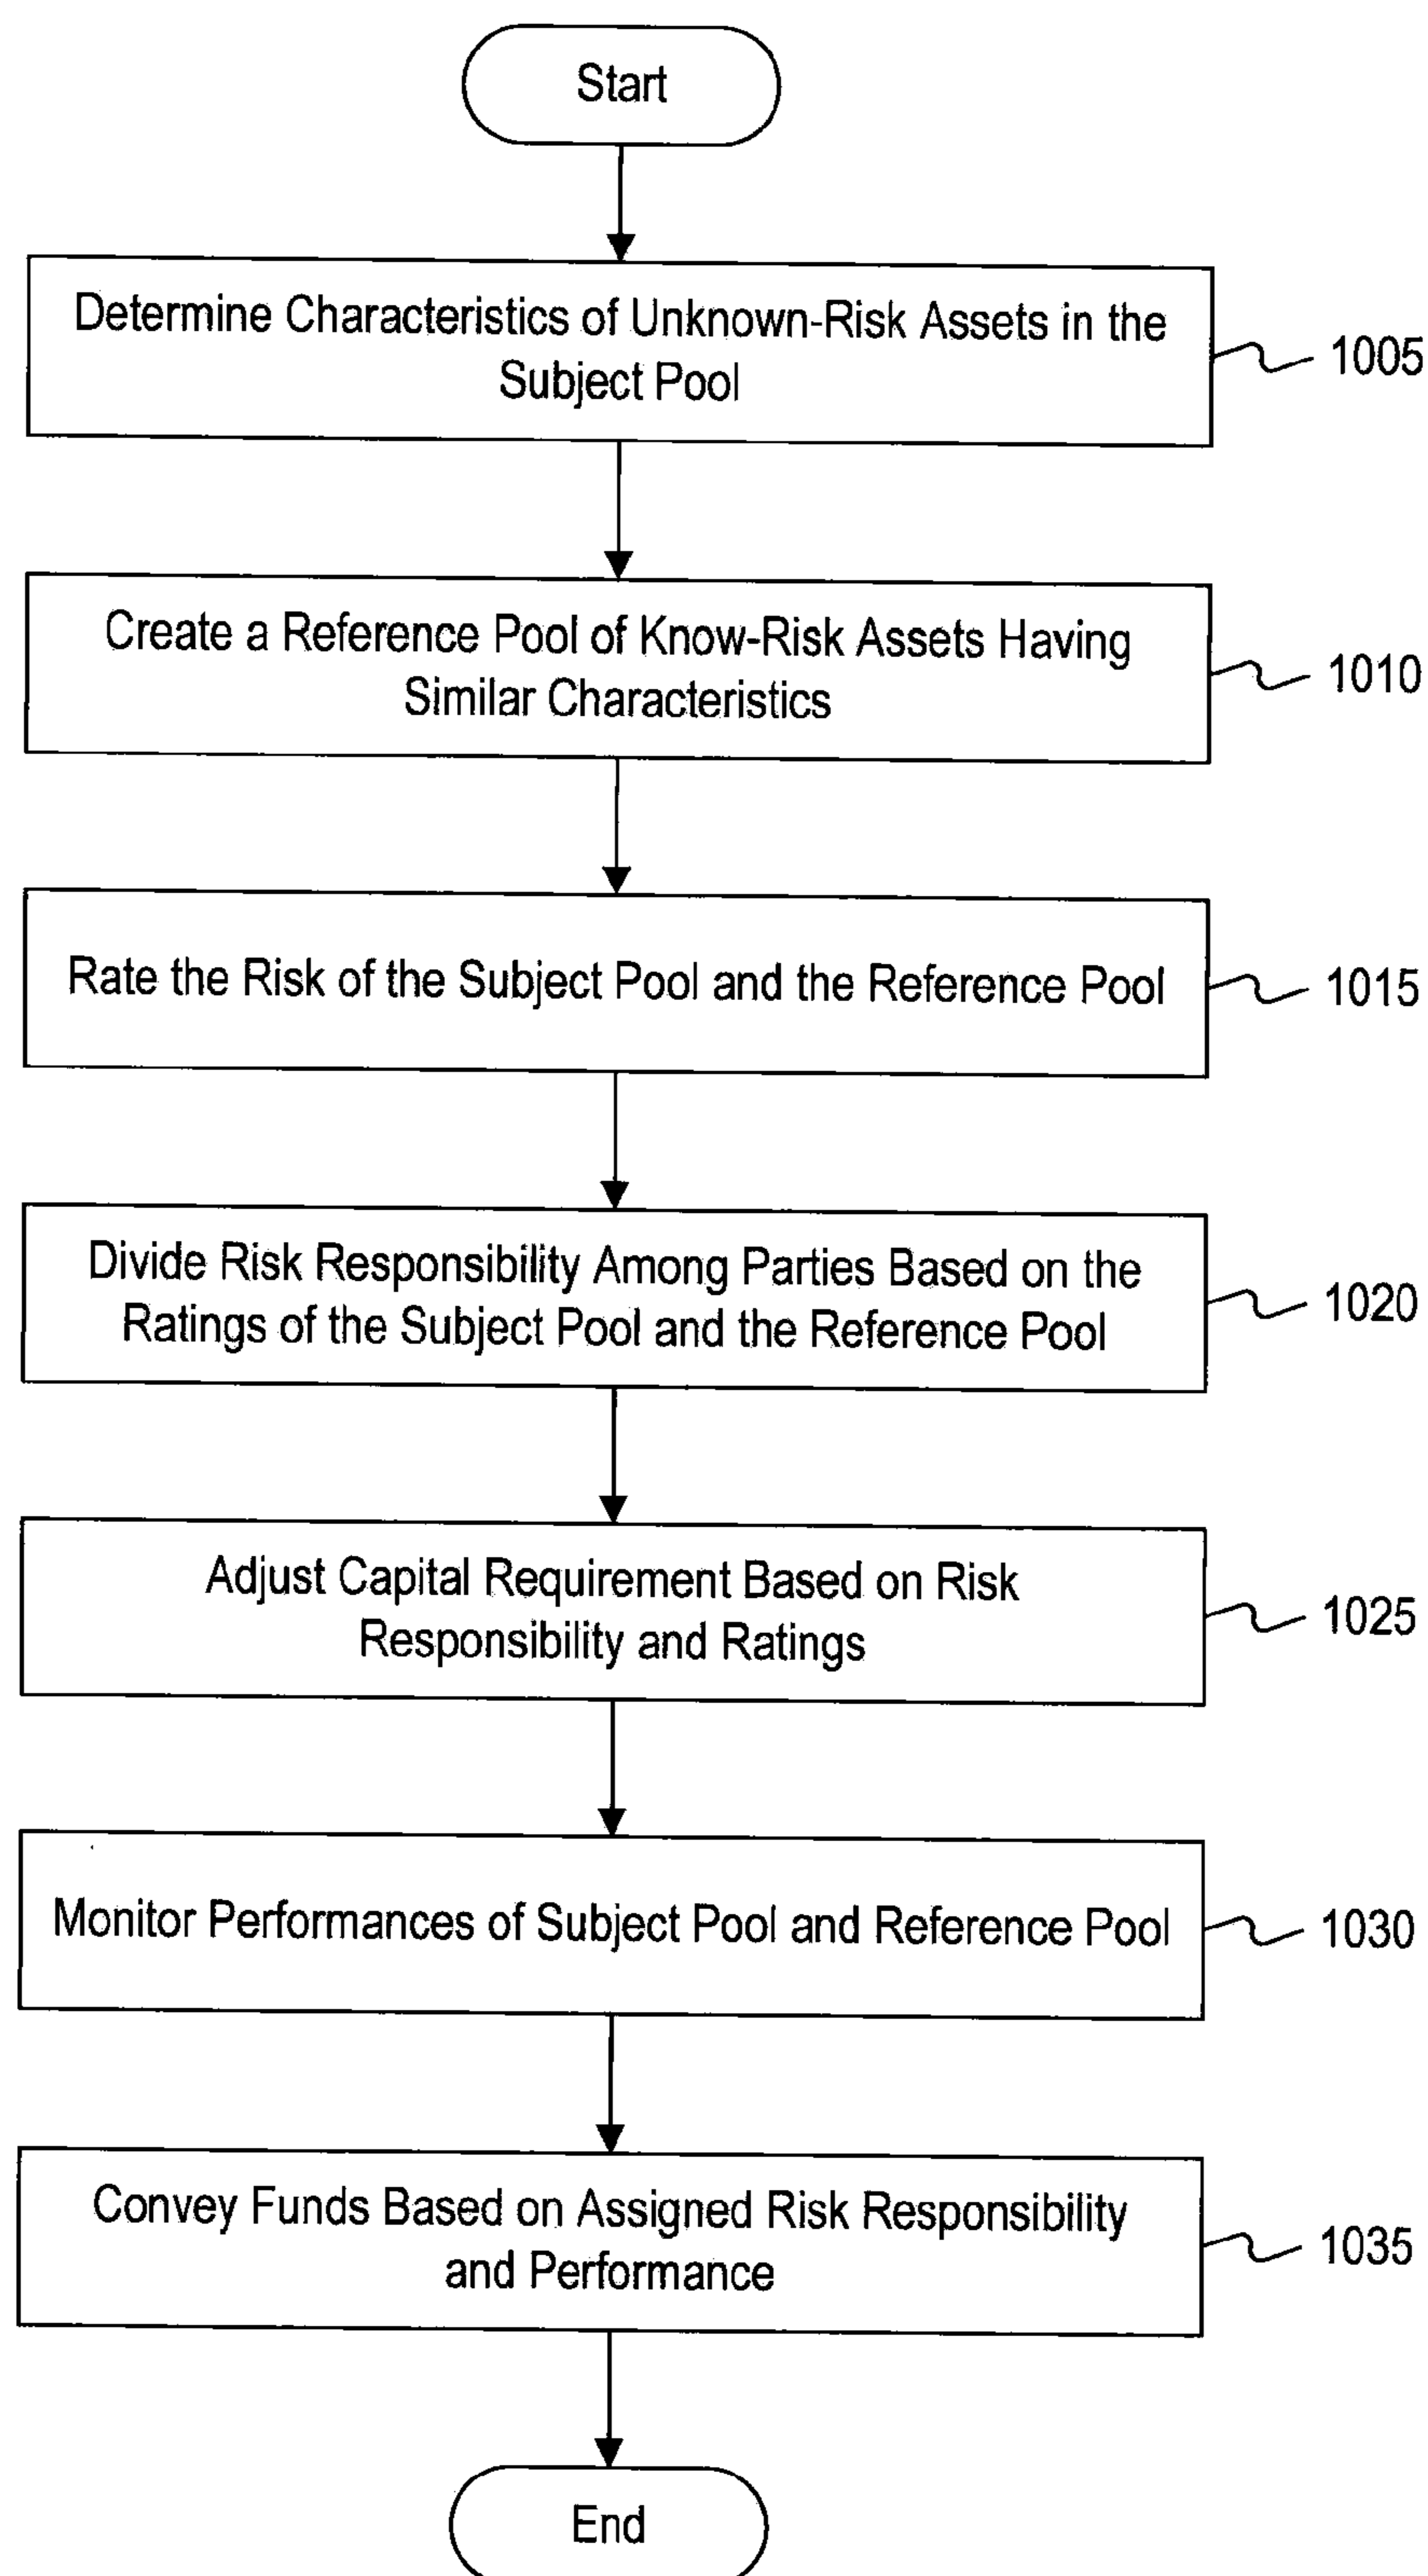 Start
Determine Characteristics of Unknown-Risk Assets in the
Subject Pool
1005
Create a Reference Pool of Know-Risk Assets Having
Similar Characteristics
1010
Rate the Risk of the Subject Pool and the Reference Pool
1015
Divide Risk Responsibility Among Parties Based on the
Ratings of the Subject Pool and the Reference Pool
1020
Adjust Capital Requirement Based on Risk
Responsibility and Ratings
1025
Monitor Performances of Subject Pool and Reference Pool
1030
Convey Funds Based on Assigned Risk Responsibility
and Performance
1035
End